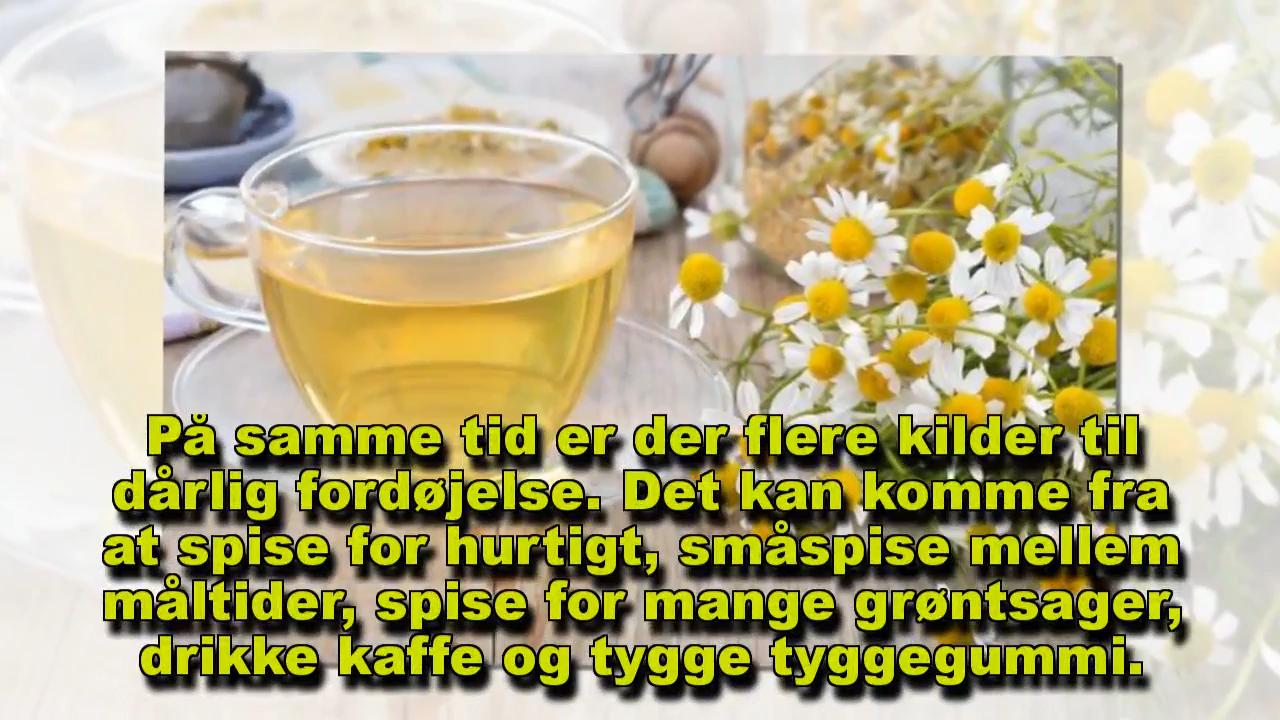 På samme tid er der flere kilder til
dårlig fordøjelse. Det kan komme fra
at spise for hurtigt, småspise mellem
måltider, spise for mange grøntsager,
drikke kaffe og tygge tyggegummi.